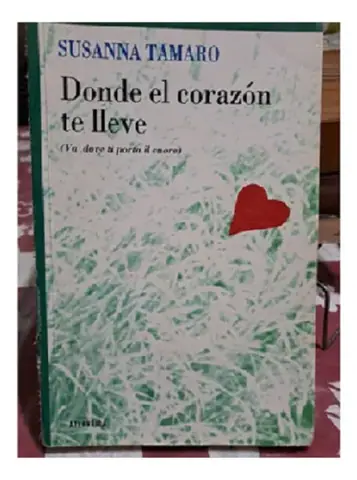 SUSANNA TAMARO
Donde el corazón
te lleve
(Va dove ti porta il cuore)